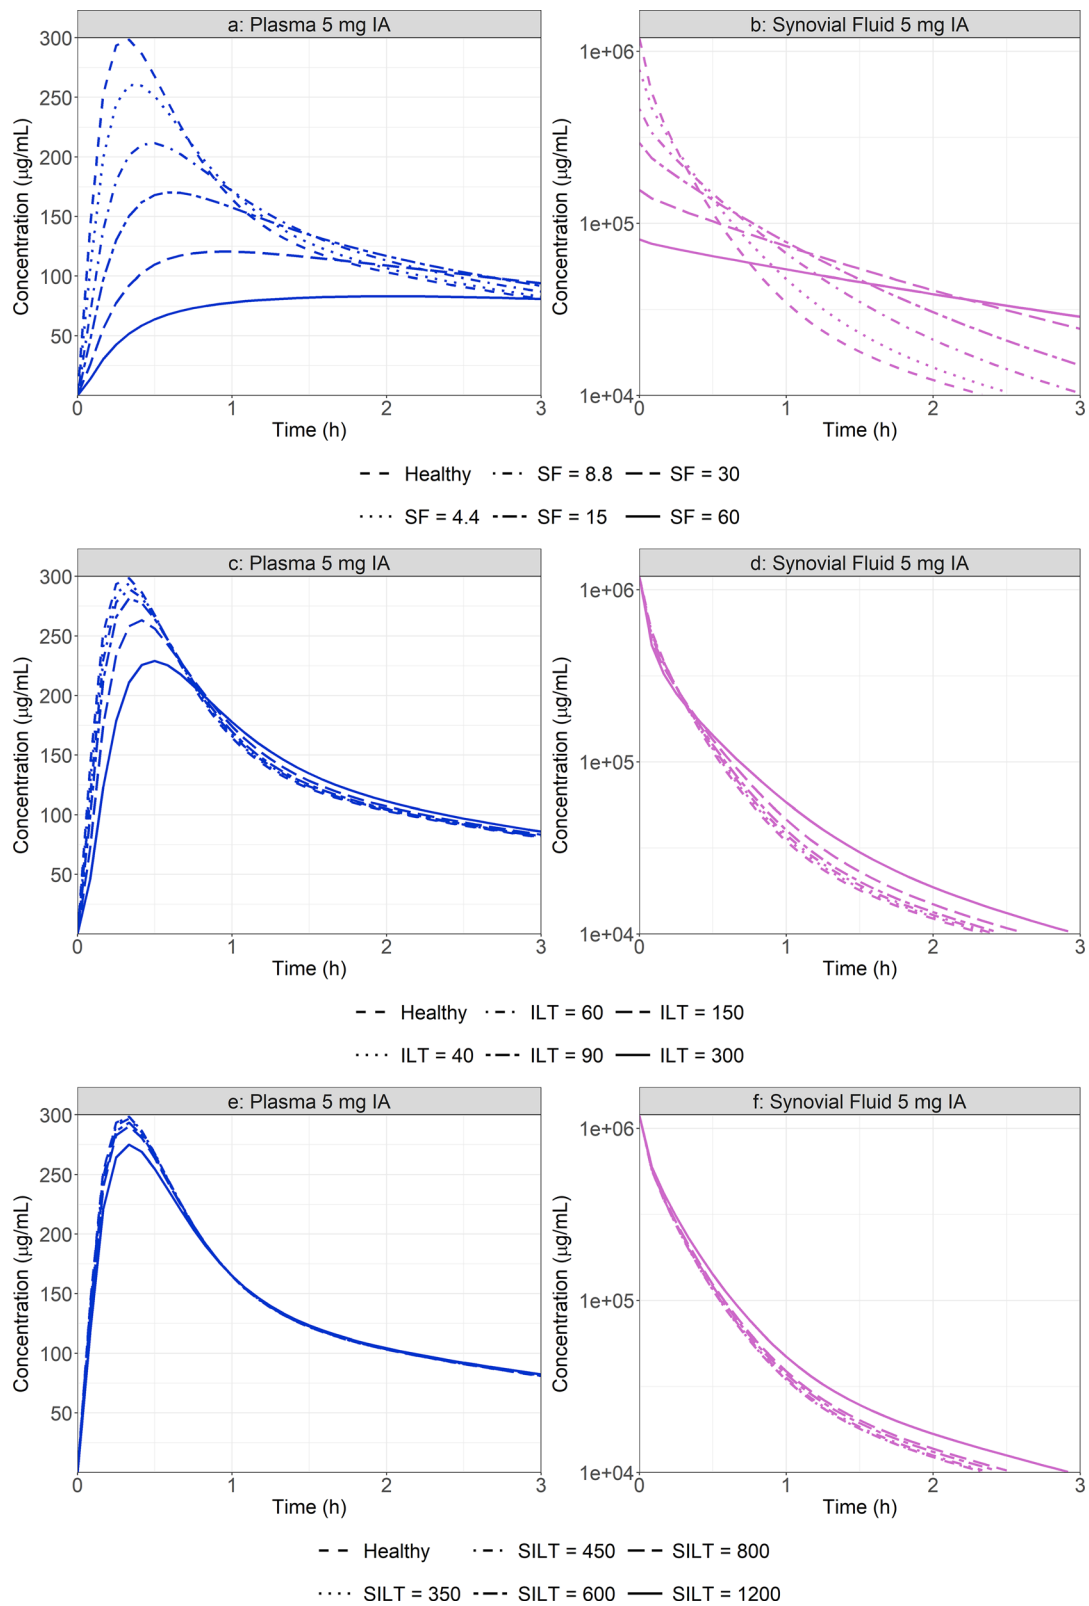 a: Plasma 5 mg IA
b: Synovial Fluid 5 mg IA
Concentration (µg/mL)
300
250
200
150
100
50
0 1 2 3
Time (h)
Concentration (µg/mL)
1e+06
1e+05
1e+04
0 1 2 3
Time (h)
Healthy SF = 8.8 SF = 30
SF = 4.4 SF = 15 SF = 60
c: Plasma 5 mg IA
d: Synovial Fluid 5 mg IA
Concentration (µg/mL)
300
250
200
150
100
50
0 1 2 3
Time (h)
Concentration (µg/mL)
1e+06
1e+05
1e+04
0 1 2 3
Time (h)
Healthy ILT = 60 ILT = 150
ILT = 40 ILT = 90 ILT = 300
e: Plasma 5 mg IA
f: Synovial Fluid 5 mg IA
Concentration (µg/mL)
300
250
200
150
100
50
0 1 2 3
Time (h)
Concentration (µg/mL)
1e+06
1e+05
1e+04
0 1 2 3
Time (h)
Healthy SILT = 450 SILT = 800
SILT = 350 SILT = 600 SILT = 1200